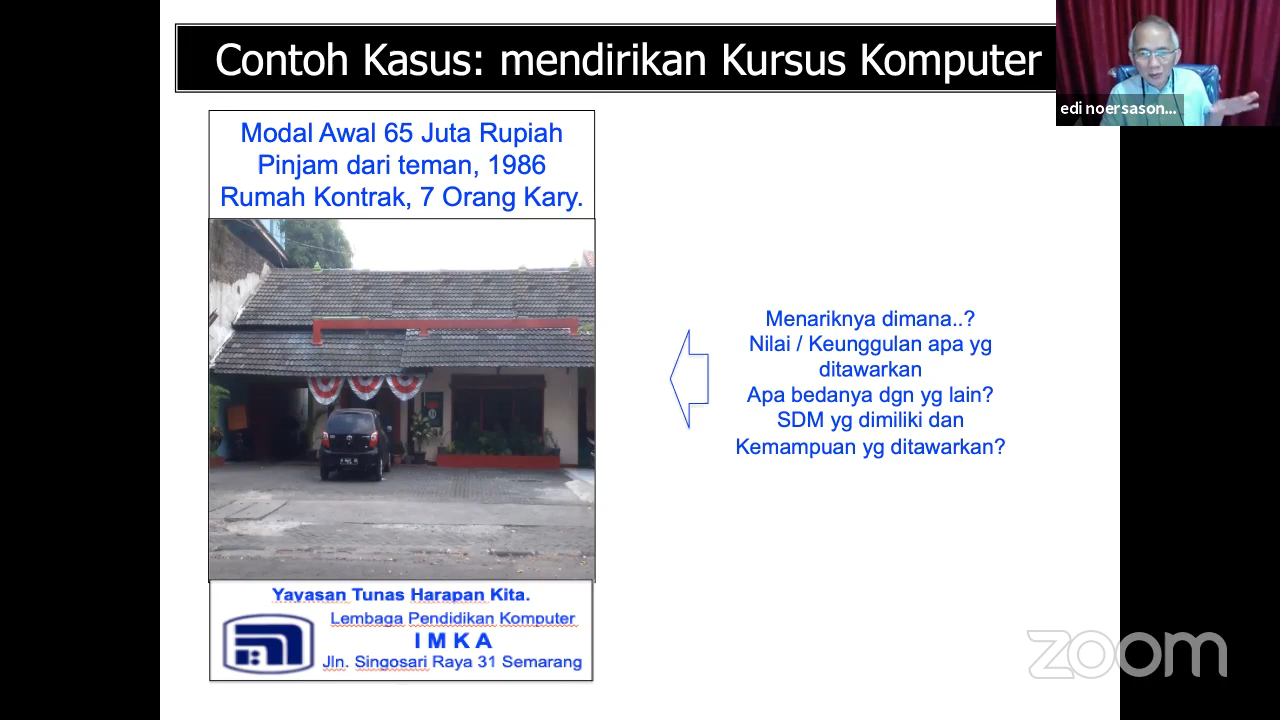 Contoh Kasus: mendirikan Kursus Komputer
edi noersason...
Modal Awal 65 Juta Rupiah
Pinjam dari teman, 1986
Rumah Kontrak, 7 Orang Kary.
Menariknya dimana..?
Nilai / Keunggulan apa yg
ditawarkan
Apa bedanya dgn yg lain?
SDM yg dimiliki dan
Kemampuan yg ditawarkan?
Yayasan Tunas Harapan Kita.
Lembaga Pendidikan Komputer
I M K A
Jln. Singosari Raya 31 Semarang
zoom